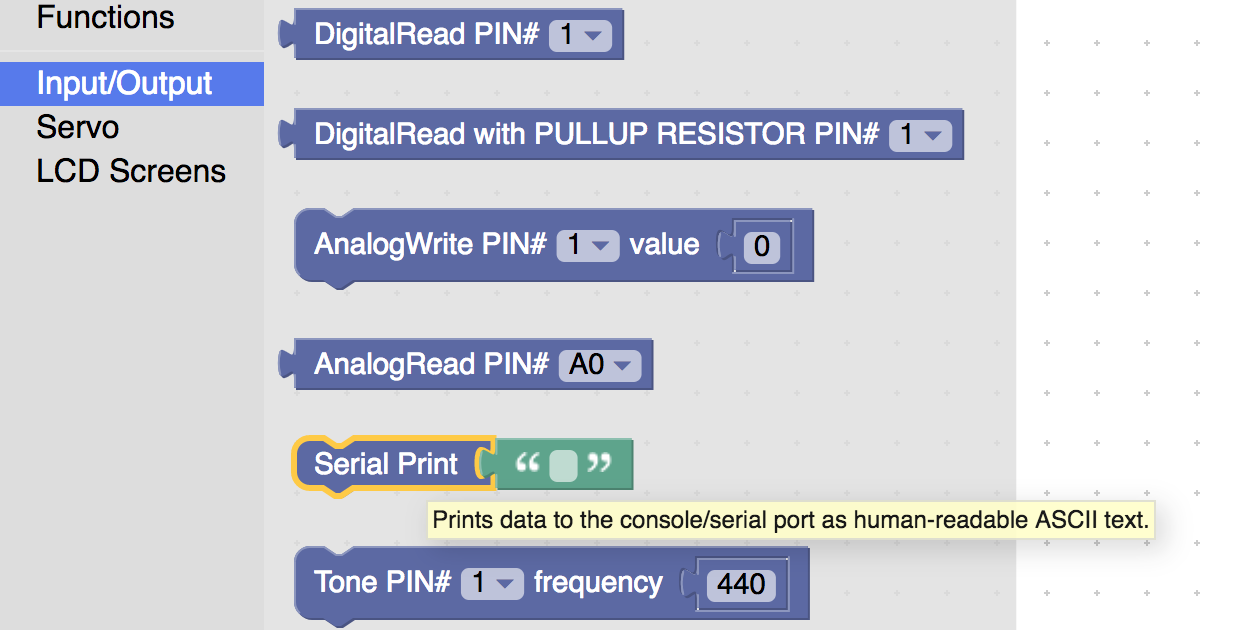 Functions
Input/Output
Servo
LCD Screens
DigitalRead PIN# 1
DigitalRead with PULLUP RESISTOR PIN# 1
AnalogWrite PIN# 1 value 0
AnalogRead PIN# A0
Serial Print “ ”
Prints data to the console/serial port as human-readable ASCII text.
Tone PIN# 1 frequency 440